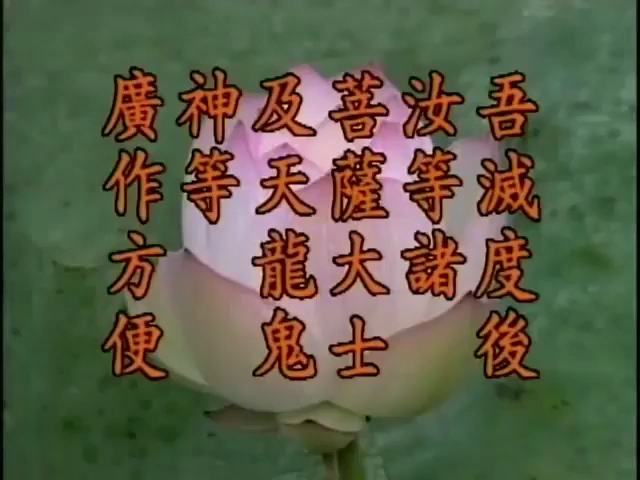 吾滅度後
汝等諸
菩薩大士
及天龍鬼
神等
廣作方便